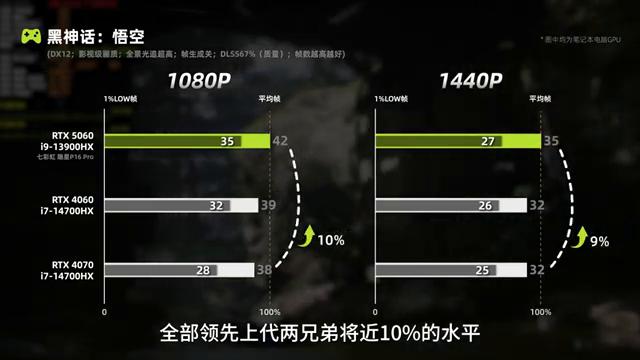 黑神话：悟空
(DX12；影视级画质；全景光追超高；帧生成关；DLSS67%（质量）；帧数越高越好)
*图中均为笔记本电脑GPU
1080P
1440P
1%LOW帧
平均帧
1%LOW帧
平均帧
RTX 5060
i9-13900HX
七彩虹 隐星P16 Pro
35
42
27
35
RTX 4060
i7-14700HX
32
39
26
32
10%
9%
RTX 4070
i7-14700HX
28
38
25
32
0
100%
0
100%
全部领先上代两兄弟将近10%的水平